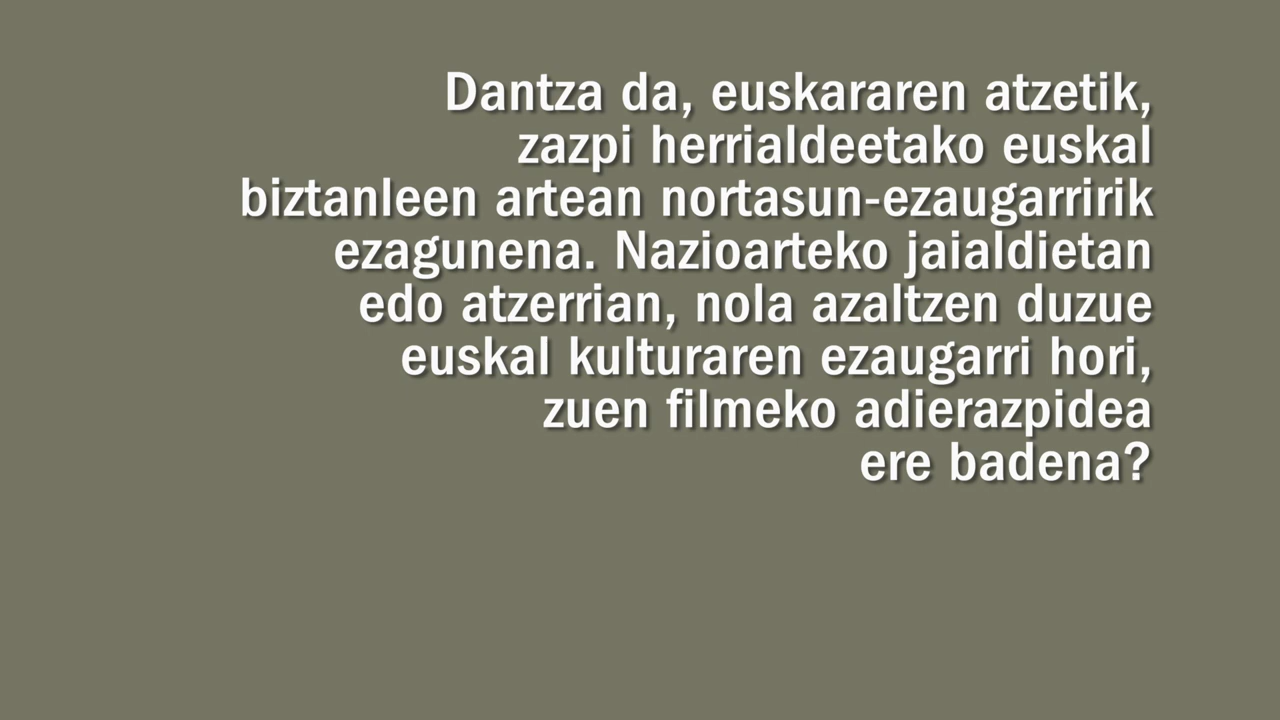 Dantza da, euskararen atzetik,
zazpi herrialdeetako euskal
biztanleen artean nortasun-ezaugarririk
ezagunena. Nazioarteko jaialdietan
edo atzerrian, nola azaltzen duzue
euskal kulturaren ezaugarri hori,
zuen filmeko adierazpidea
ere badena?